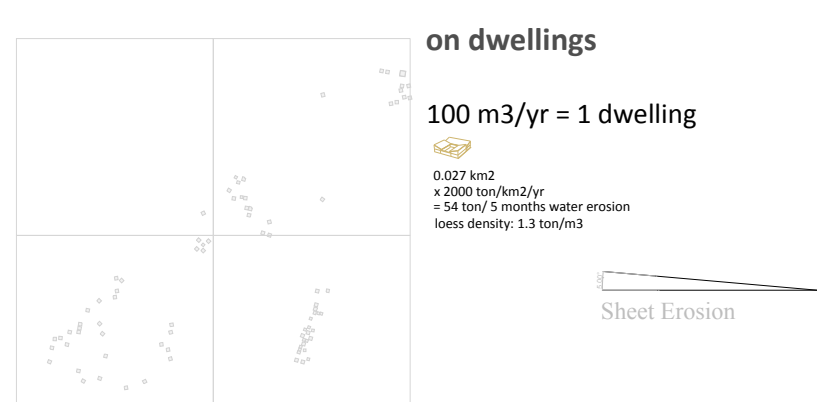 on dwellings
100 m3/yr = 1 dwelling
0.027 km2
x 2000 ton/km2/yr
= 54 ton/ 5 months water erosion
loess density: 1.3 ton/m3
Sheet Erosion